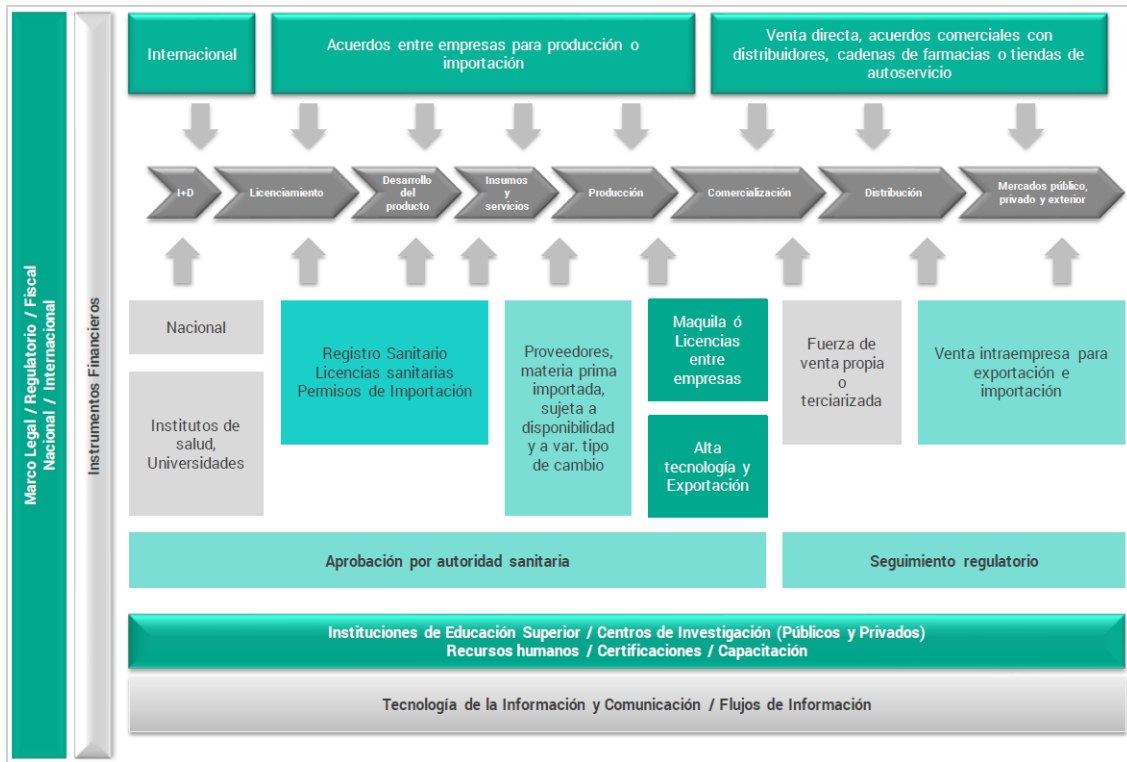 Marco Legal / Regulatorio / Fiscal
Nacional / Internacional
Instrumentos Financieros
Internacional
Acuerdos entre empresas para producción o
importación
Venta directa, acuerdos comerciales con
distribuidores, cadenas de farmacias o tiendas de
autoservicio
I+D
Licenciamiento
Desarrollo
del
producto
Insumos
y
servicios
Producción
Comercialización
Distribución
Mercados público,
privado y exterior
Nacional
Institutos de
salud,
Universidades
Registro Sanitario
Licencias sanitarias
Permisos de Importación
Proveedores,
materia prima
importada,
sujeta a
disponibilidad
y a var. tipo
de cambio
Maquila ó
Licencias
entre
empresas
Alta
tecnología y
Exportación
Fuerza de
venta propia
o
terciarizada
Venta intraempresa para
exportación e
importación
Aprobación por autoridad sanitaria
Seguimiento regulatorio
Instituciones de Educación Superior / Centros de Investigación (Públicos y Privados)
Recursos humanos / Certificaciones / Capacitación
Tecnología de la Información y Comunicación / Flujos de Información